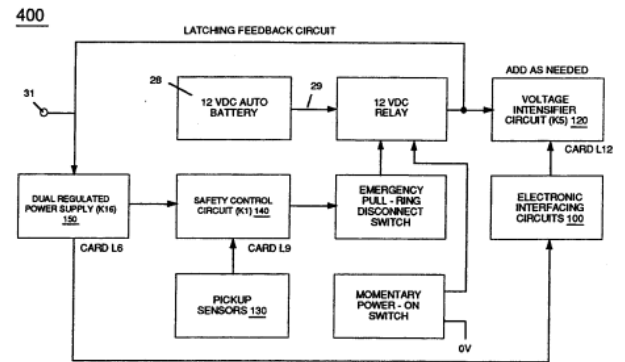 400
LATCHING FEEDBACK CIRCUIT
31
28
12 VDC AUTO
BATTERY
29
12 VDC
RELAY
ADD AS NEEDED
VOLTAGE
INTENSIFIER
CIRCUIT (K5) 120
CARD L12
DUAL REGULATED
POWER SUPPLY (K16)
150
CARD L6
SAFETY CONTROL
CIRCUIT (K1) 140
CARD L9
EMERGENCY
PULL - RING
DISCONNECT
SWITCH
ELECTRONIC
INTERFACING
CIRCUITS 100
PICKUP
SENSORS 130
MOMENTARY
POWER - ON
SWITCH
0V